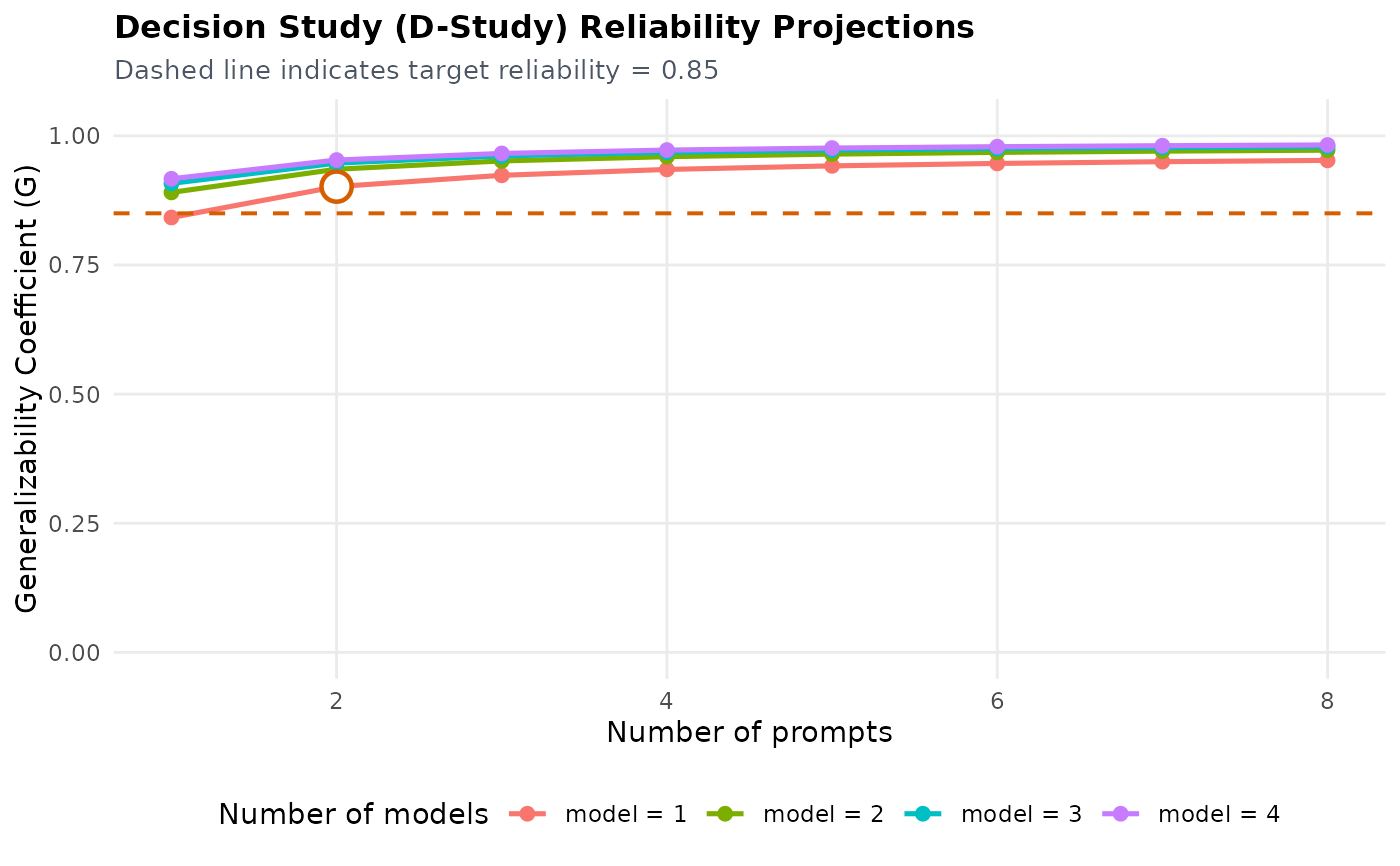 Decision Study (D-Study) Reliability Projections
Dashed line indicates target reliability = 0.85
Generalizability Coefficient (G)
1.00
0.75
0.50
0.25
0.00
2 4 6 8
Number of prompts
Number of models model = 1 model = 2 model = 3 model = 4